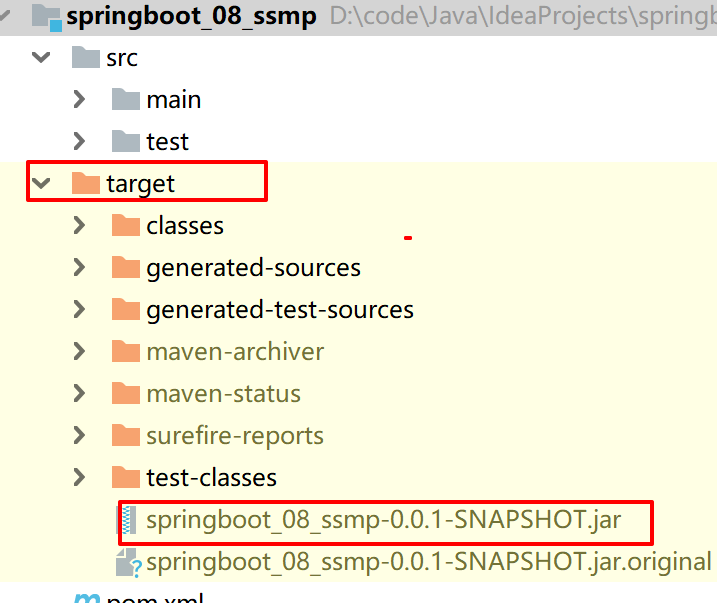 springboot_08_ssmp D:\code\Java\IdeaProjects\springb
src
main
test
target
classes
generated-sources
generated-test-sources
maven-archiver
maven-status
surefire-reports
test-classes
springboot_08_ssmp-0.0.1-SNAPSHOT.jar
springboot_08_ssmp-0.0.1-SNAPSHOT.jar.original
pom.xml